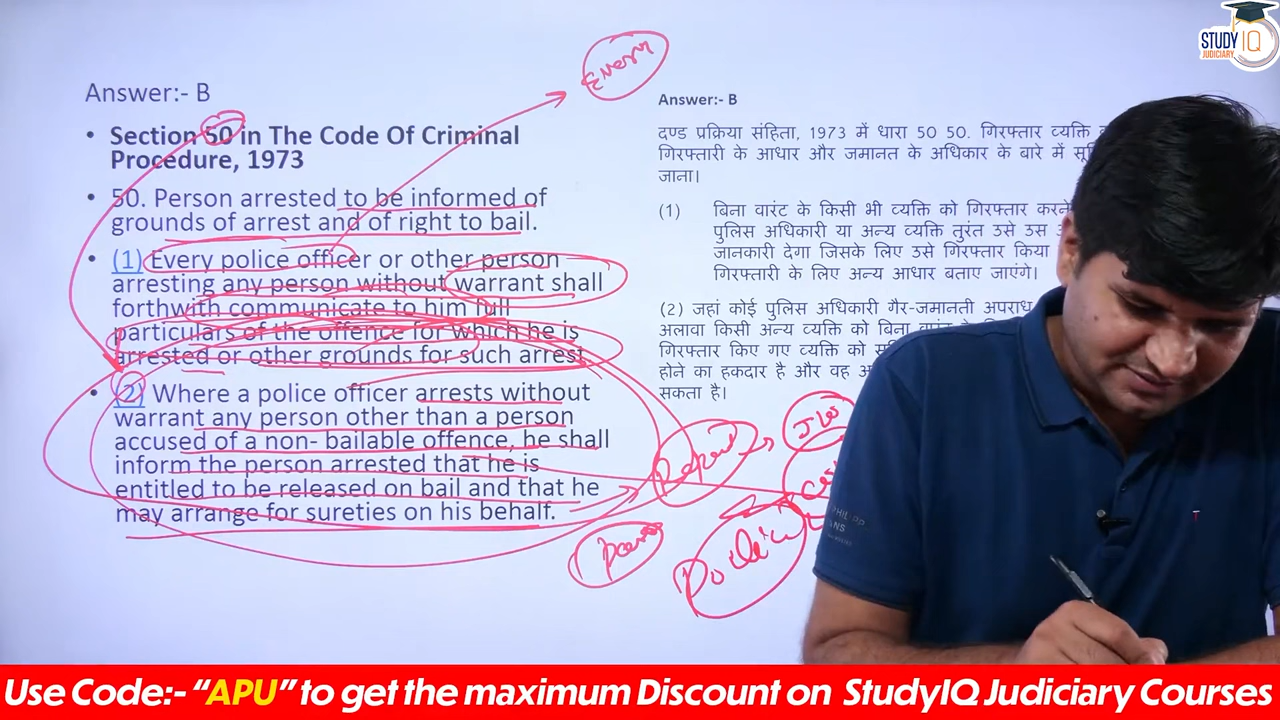 STUDY IQ
JUDICIARY
Answer:- B
• Section 50 in The Code Of Criminal
Procedure, 1973
• 50. Person arrested to be informed of
grounds of arrest and of right to bail.
• (1) Every police officer or other person
arresting any person without warrant shall
forthwith communicate to him full
particulars of the offence for which he is
arrested or other grounds for such arrest
• (2) Where a police officer arrests without
warrant any person other than a person
accused of a non- bailable offence, he shall
inform the person arrested that he is
entitled to be released on bail and that he
may arrange for sureties on his behalf.
Answer:- B
दण्ड प्रक्रिया संहिता, 1973 में धारा 50 50. गिरफ्तार व्यक्ति
गिरफ्तारी के आधार और जमानत के अधिकार के बारे में
जाना।
(1) बिना वारंट के किसी भी व्यक्ति को गिरफ्तार
पुलिस अधिकारी या अन्य व्यक्ति तुरंत उसे उस
जानकारी देगा जिसके लिए उसे गिरफ्तार किया
गिरफ्तारी के लिए अन्य आधार बताए जाएंगे।
(2) जहां कोई पुलिस अधिकारी गैर-जमानती अपराध
अलावा किसी अन्य व्यक्ति को बिना वारंट
गिरफ्तार किए गए व्यक्ति को
होने का हकदार है और वह
सकता है।
Use Code:- “APU” to get the maximum Discount on StudyIQ Judiciary Courses